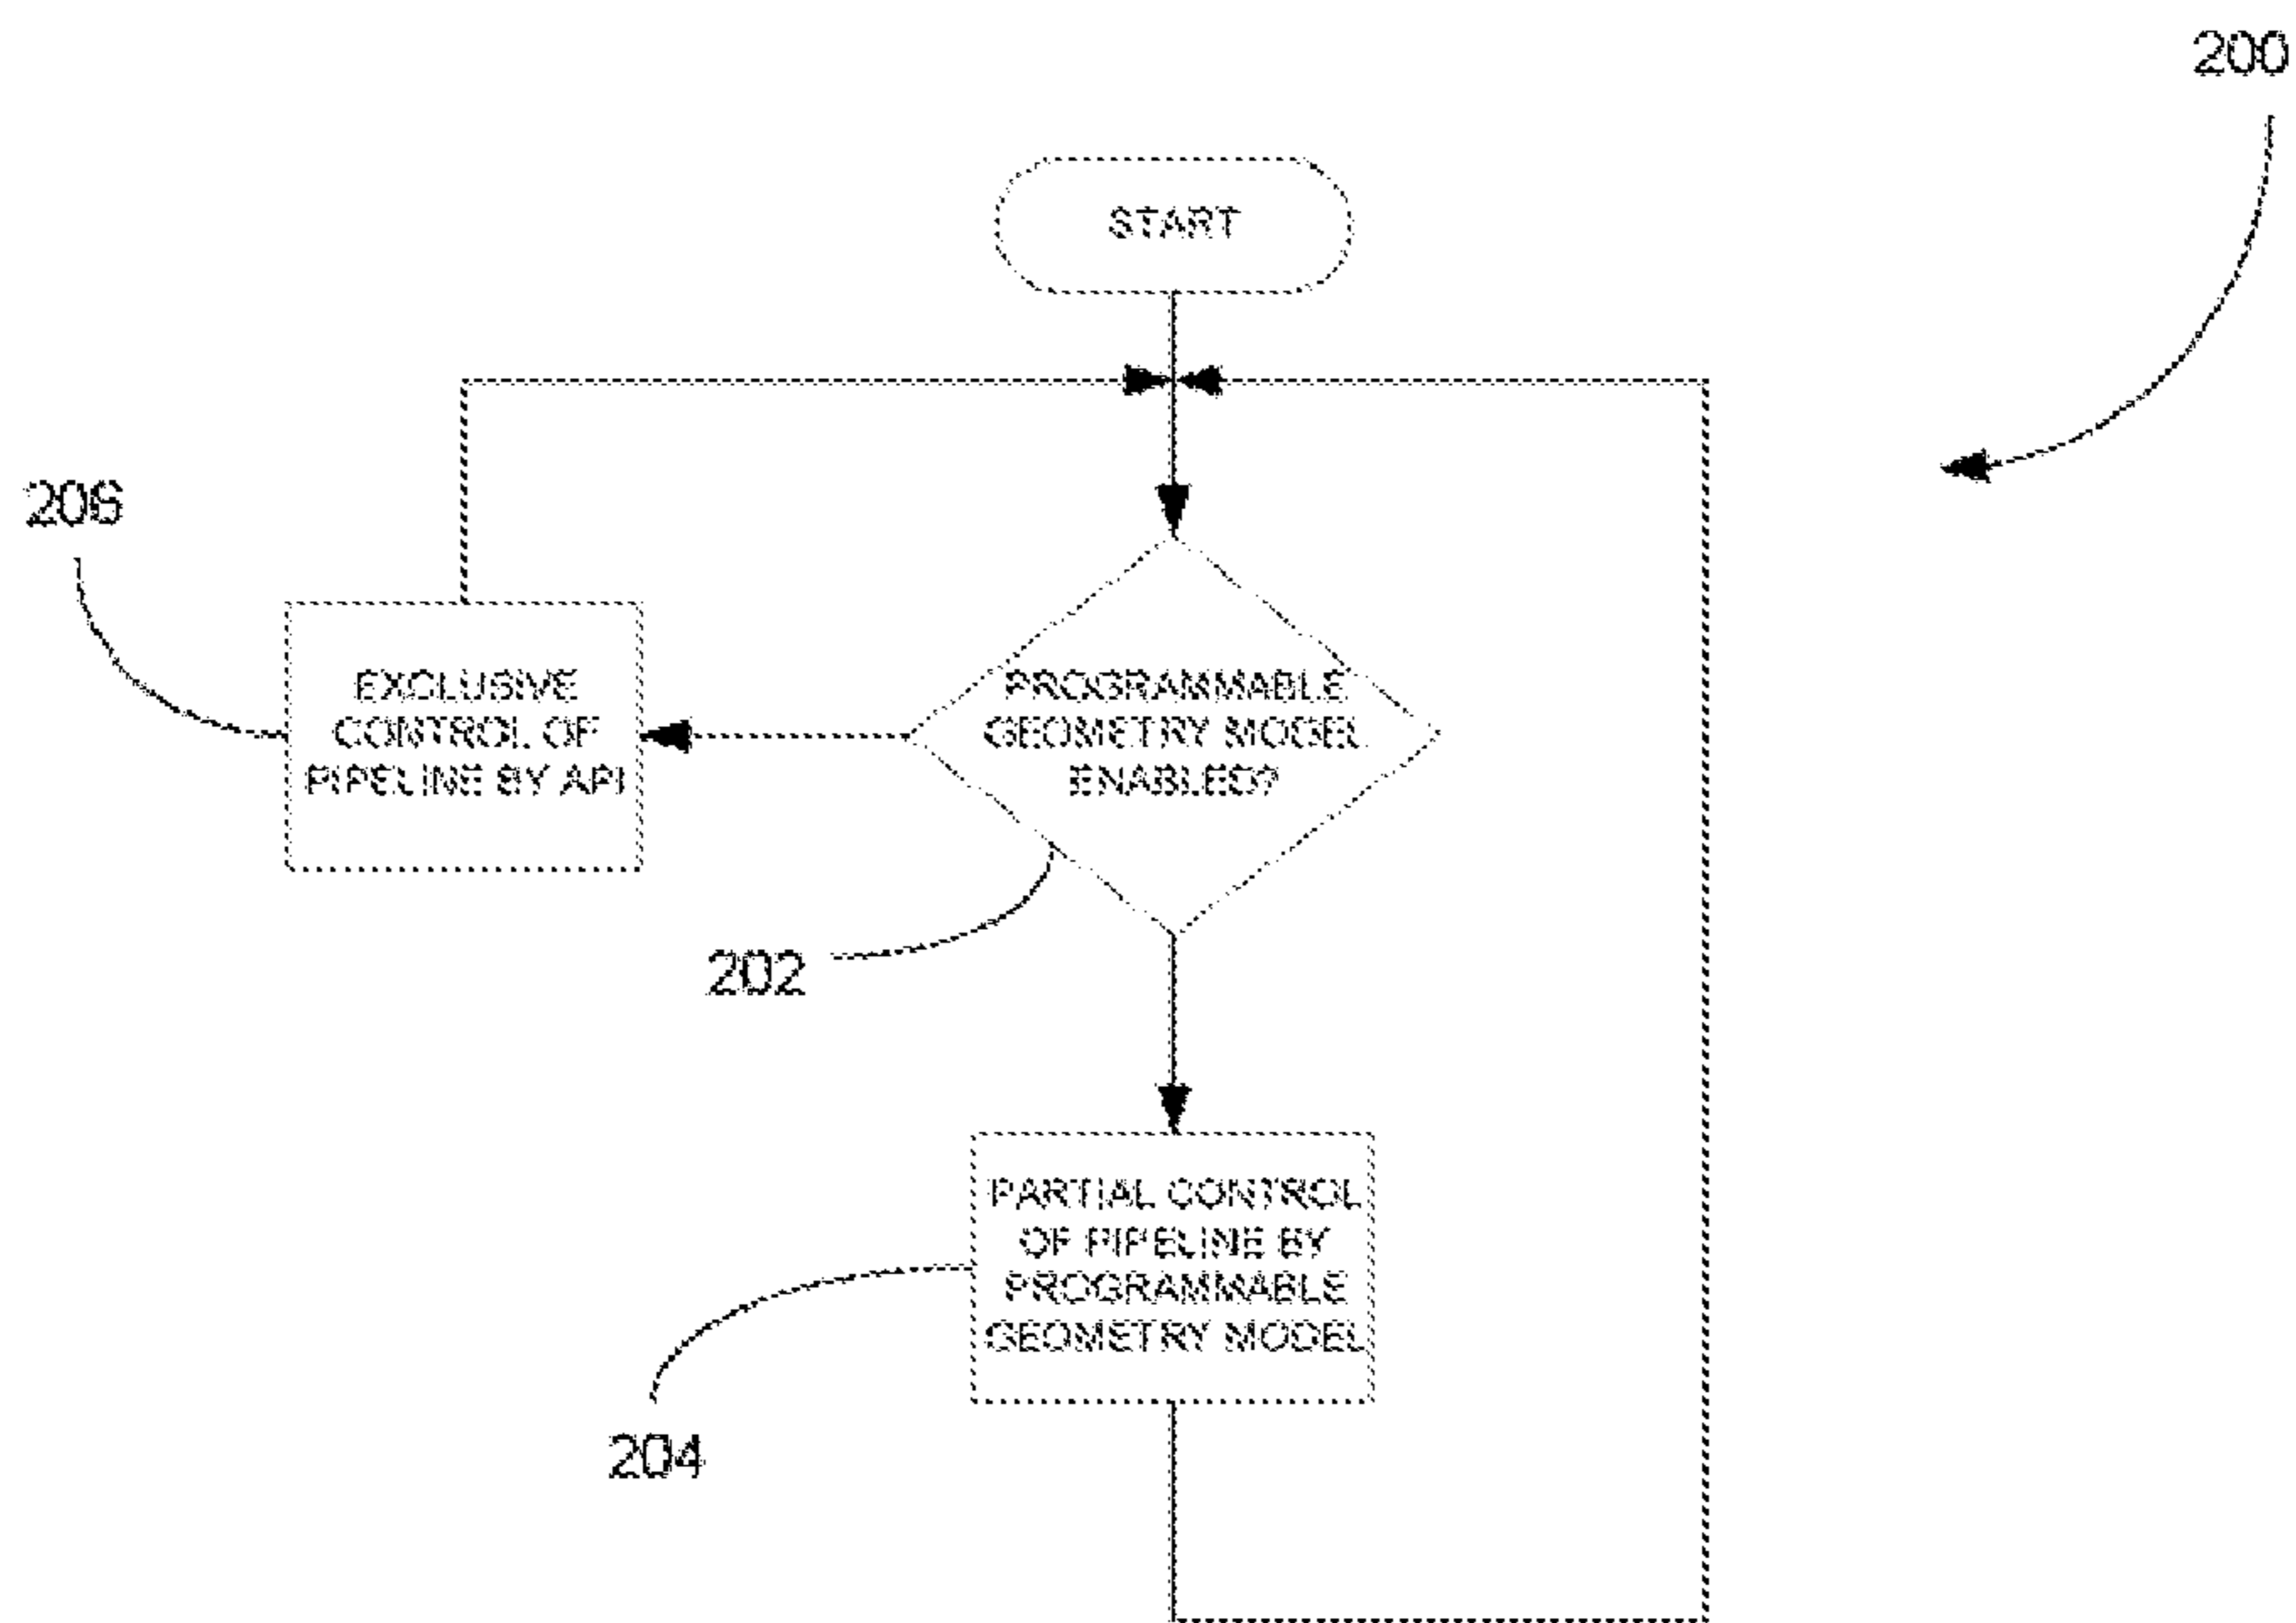 200
START
206
EXCLUSIVE
CONTROL OF
PIPELINE BY API
PROGRAMMABLE
GEOMETRY MODEL
ENABLED?
202
PARTIAL CONTROL
OF PIPELINE BY
PROGRAMMABLE
GEOMETRY MODEL
204